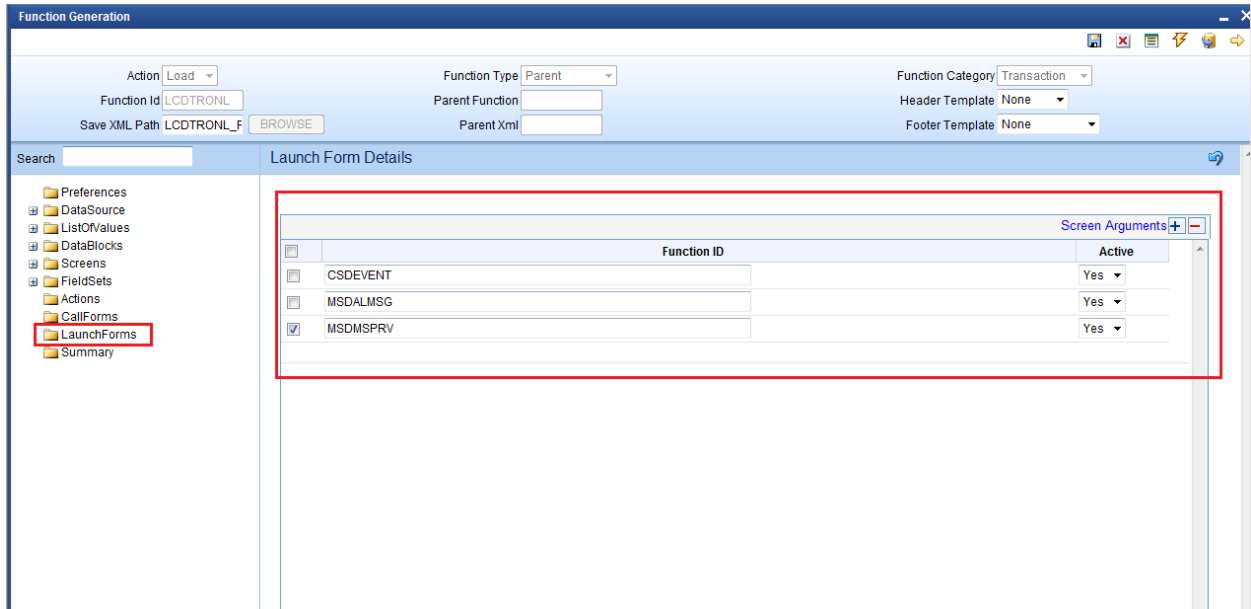 Function Generation
Action Load Function Type Parent Function Category Transaction
Function Id LCDTRONL Parent Function Header Template None
Save XML Path LCDTRONL_F BROWSE Parent Xml Footer Template None
Search Launch Form Details
Preferences
DataSource
ListOfValues
DataBlocks
Screens
FieldSets
Actions
CallForms
LaunchForms
Summary
Screen Arguments
Function ID Active
CSDEVENT Yes
MSDALMSG Yes
MSDMSPRV Yes